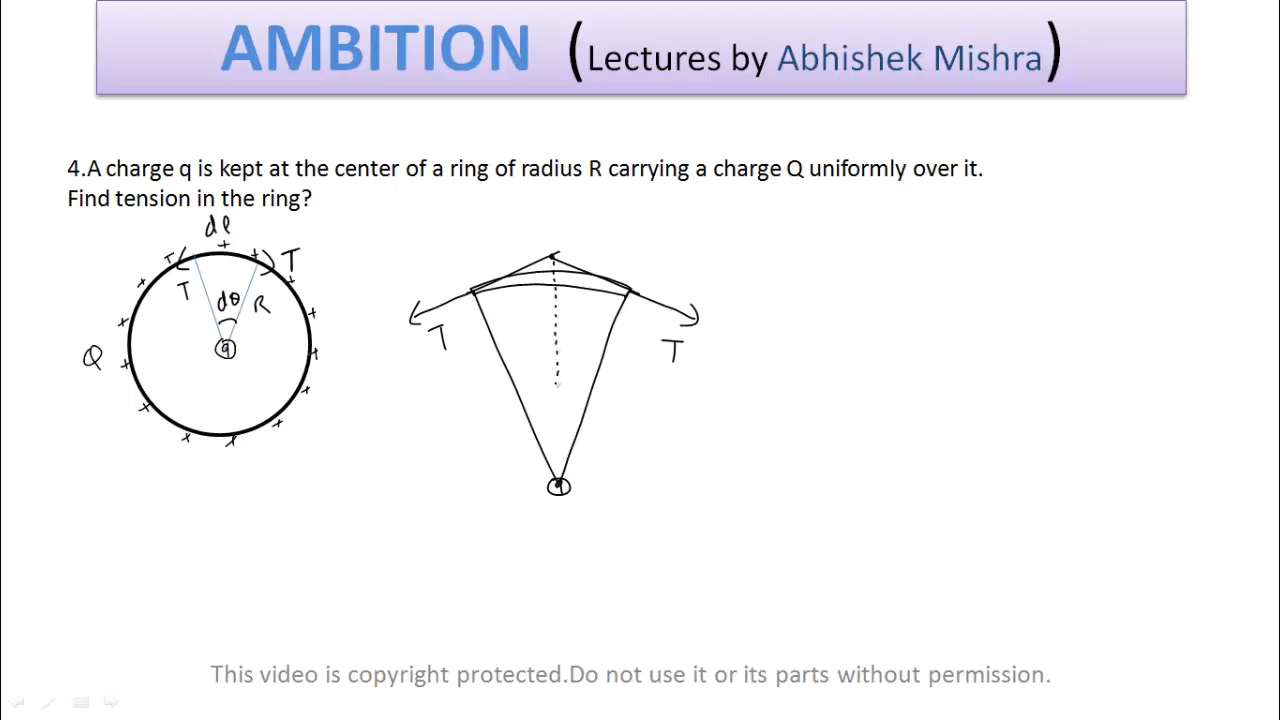 AMBITION (Lectures by Abhishek Mishra)
4.A charge q is kept at the center of a ring of radius R carrying a charge Q uniformly over it.
Find tension in the ring?
dl
T
T
dθ
R
q
Q
T
T
q
This video is copyright protected.Do not use it or its parts without permission.